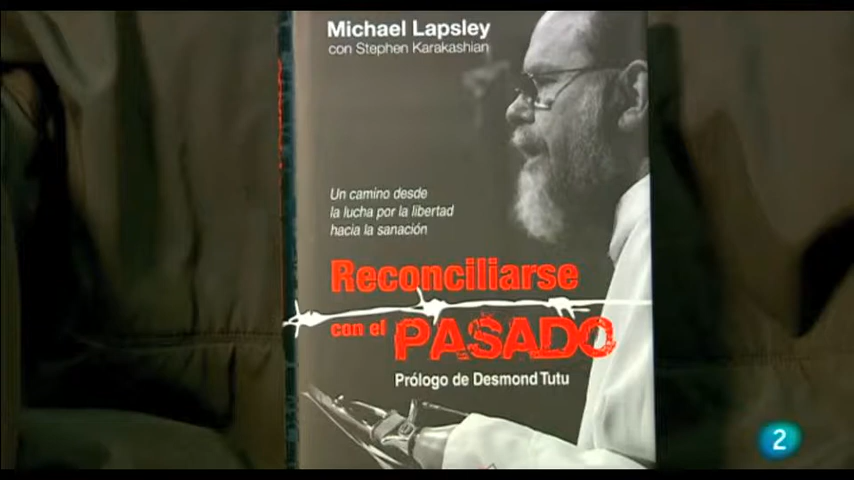 Michael Lapsley
con Stephen Karakashian
Un camino desde
la lucha por la libertad
hacia la sanación
Reconciliarse
con el PASADO
Prólogo de Desmond Tutu
2